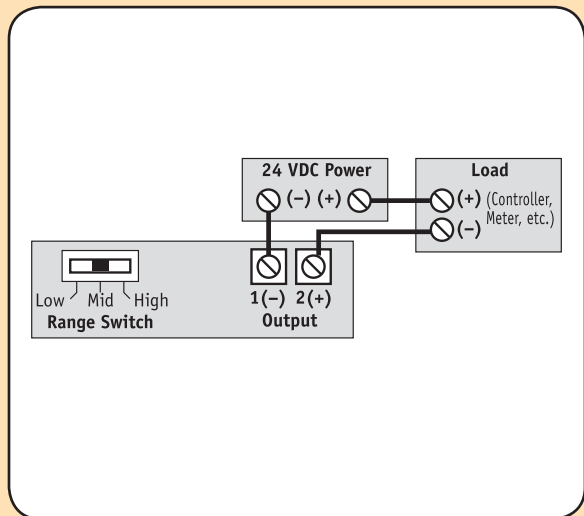 24 VDC Power
(–) (+)
Load
(+) (Controller,
Meter, etc.)
(–)
Low Mid High
Range Switch
1(–) 2(+)
Output